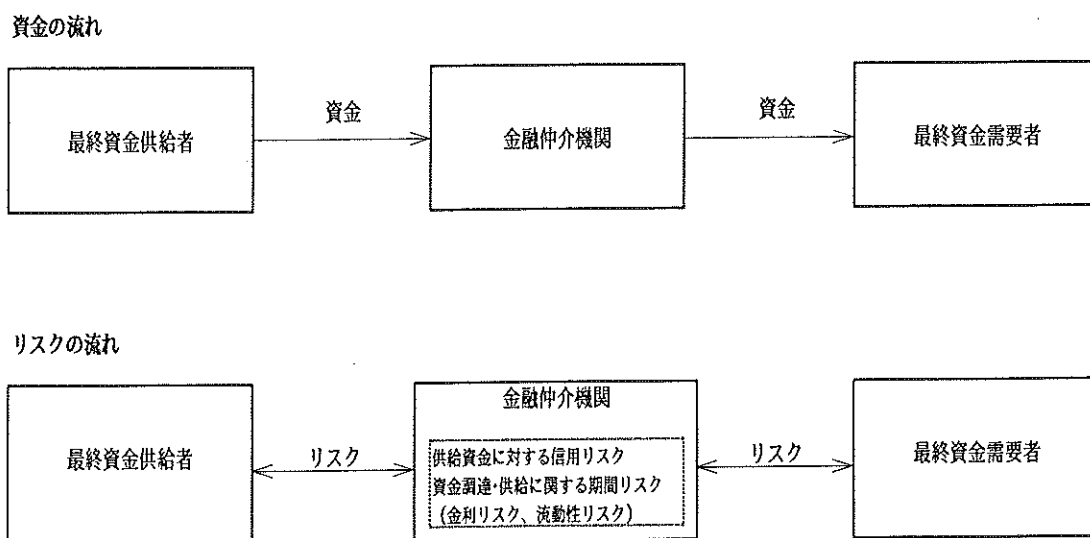 資金の流れ
最終資金供給者
資金
金融仲介機関
資金
最終資金需要者
リスクの流れ
最終資金供給者
リスク
金融仲介機関
供給資金に対する信用リスク
資金調達・供給に関する期間リスク
(金利リスク、流動性リスク)
リスク
最終資金需要者